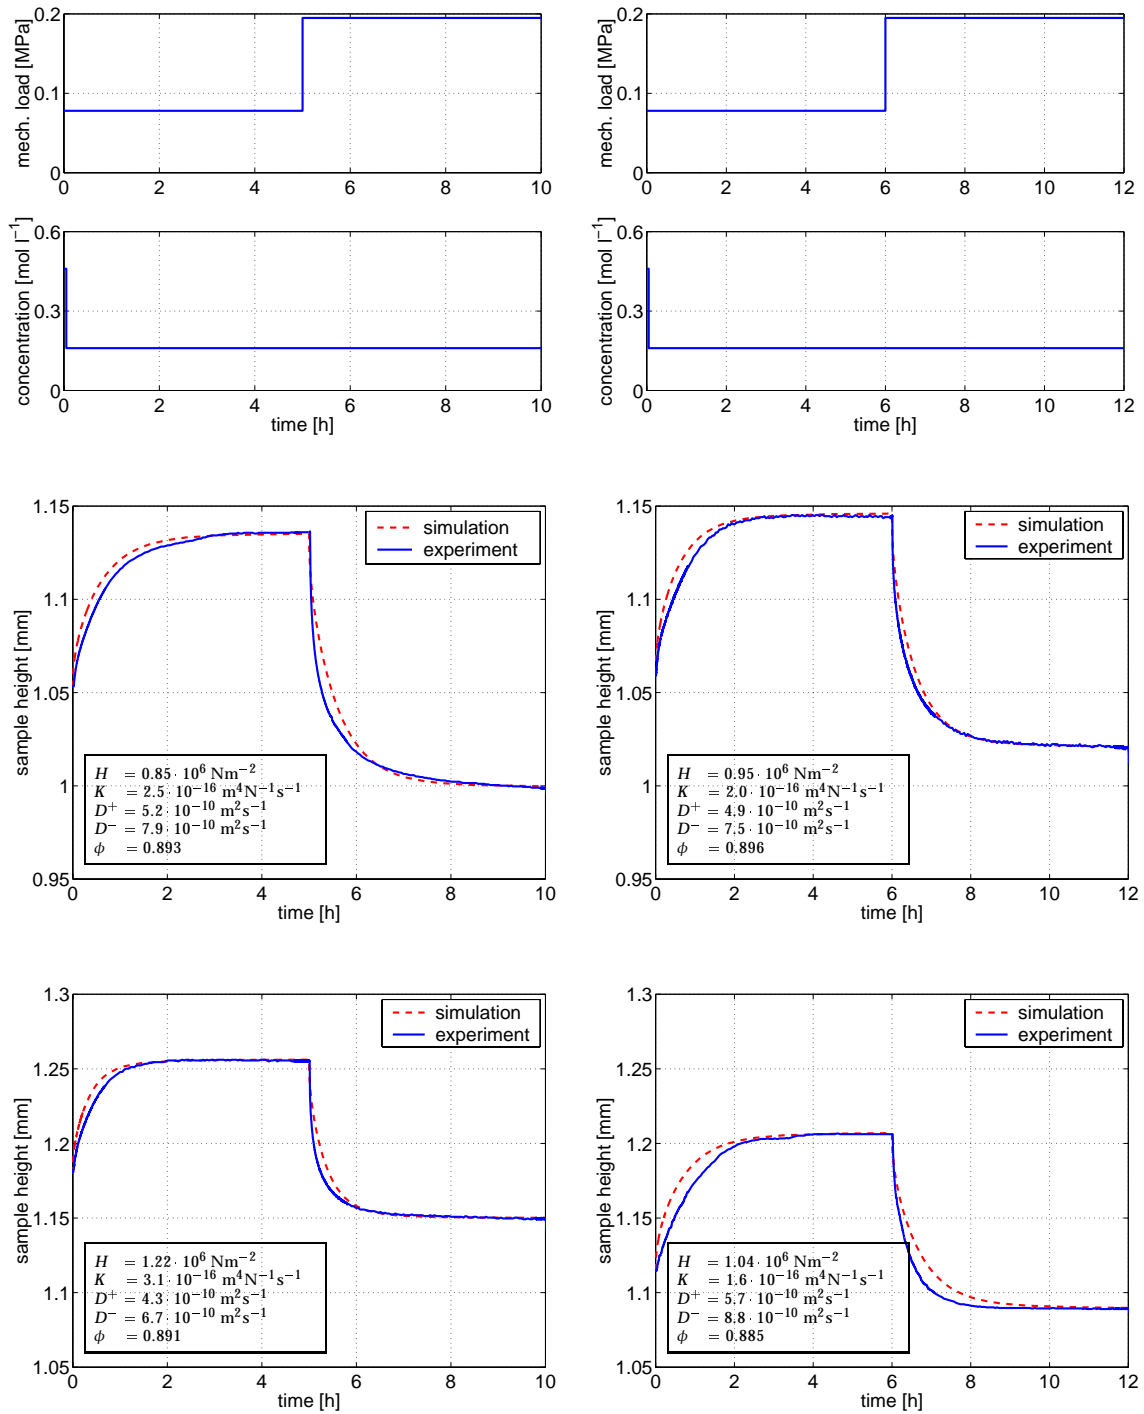 mech. load [MPa]
0.2
0.1
0
0 2 4 6 8 10
mech. load [MPa]
0.2
0.1
0
0 2 4 6 8 10 12
concentration [mol l⁻¹]
0.6
0.3
0
0 2 4 6 8 10
time [h]
concentration [mol l⁻¹]
0.6
0.3
0
0 2 4 6 8 10 12
time [h]
sample height [mm]
1.15
1.1
1.05
1
0.95
simulation
experiment
H = 0.85 · 10⁶ Nm⁻²
K = 2.5 · 10⁻¹⁶ m⁴N⁻¹s⁻¹
D⁺ = 5.2 · 10⁻¹⁰ m²s⁻¹
D⁻ = 7.9 · 10⁻¹⁰ m²s⁻¹
ϕ = 0.893
0 2 4 6 8 10
time [h]
sample height [mm]
1.15
1.1
1.05
1
0.95
simulation
experiment
H = 0.95 · 10⁶ Nm⁻²
K = 2.0 · 10⁻¹⁶ m⁴N⁻¹s⁻¹
D⁺ = 4.9 · 10⁻¹⁰ m²s⁻¹
D⁻ = 7.5 · 10⁻¹⁰ m²s⁻¹
ϕ = 0.896
0 2 4 6 8 10 12
time [h]
sample height [mm]
1.3
1.25
1.2
1.15
1.1
1.05
simulation
experiment
H = 1.22 · 10⁶ Nm⁻²
K = 3.1 · 10⁻¹⁶ m⁴N⁻¹s⁻¹
D⁺ = 4.3 · 10⁻¹⁰ m²s⁻¹
D⁻ = 6.7 · 10⁻¹⁰ m²s⁻¹
ϕ = 0.891
0 2 4 6 8 10
time [h]
sample height [mm]
1.3
1.25
1.2
1.15
1.1
1.05
simulation
experiment
H = 1.04 · 10⁶ Nm⁻²
K = 1.6 · 10⁻¹⁶ m⁴N⁻¹s⁻¹
D⁺ = 5.7 · 10⁻¹⁰ m²s⁻¹
D⁻ = 8.8 · 10⁻¹⁰ m²s⁻¹
ϕ = 0.885
0 2 4 6 8 10 12
time [h]